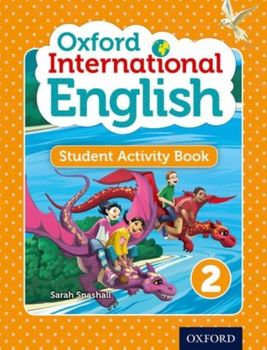 Oxford
International
English
Student Activity Book
Sarah Snashall
2
OXFORD